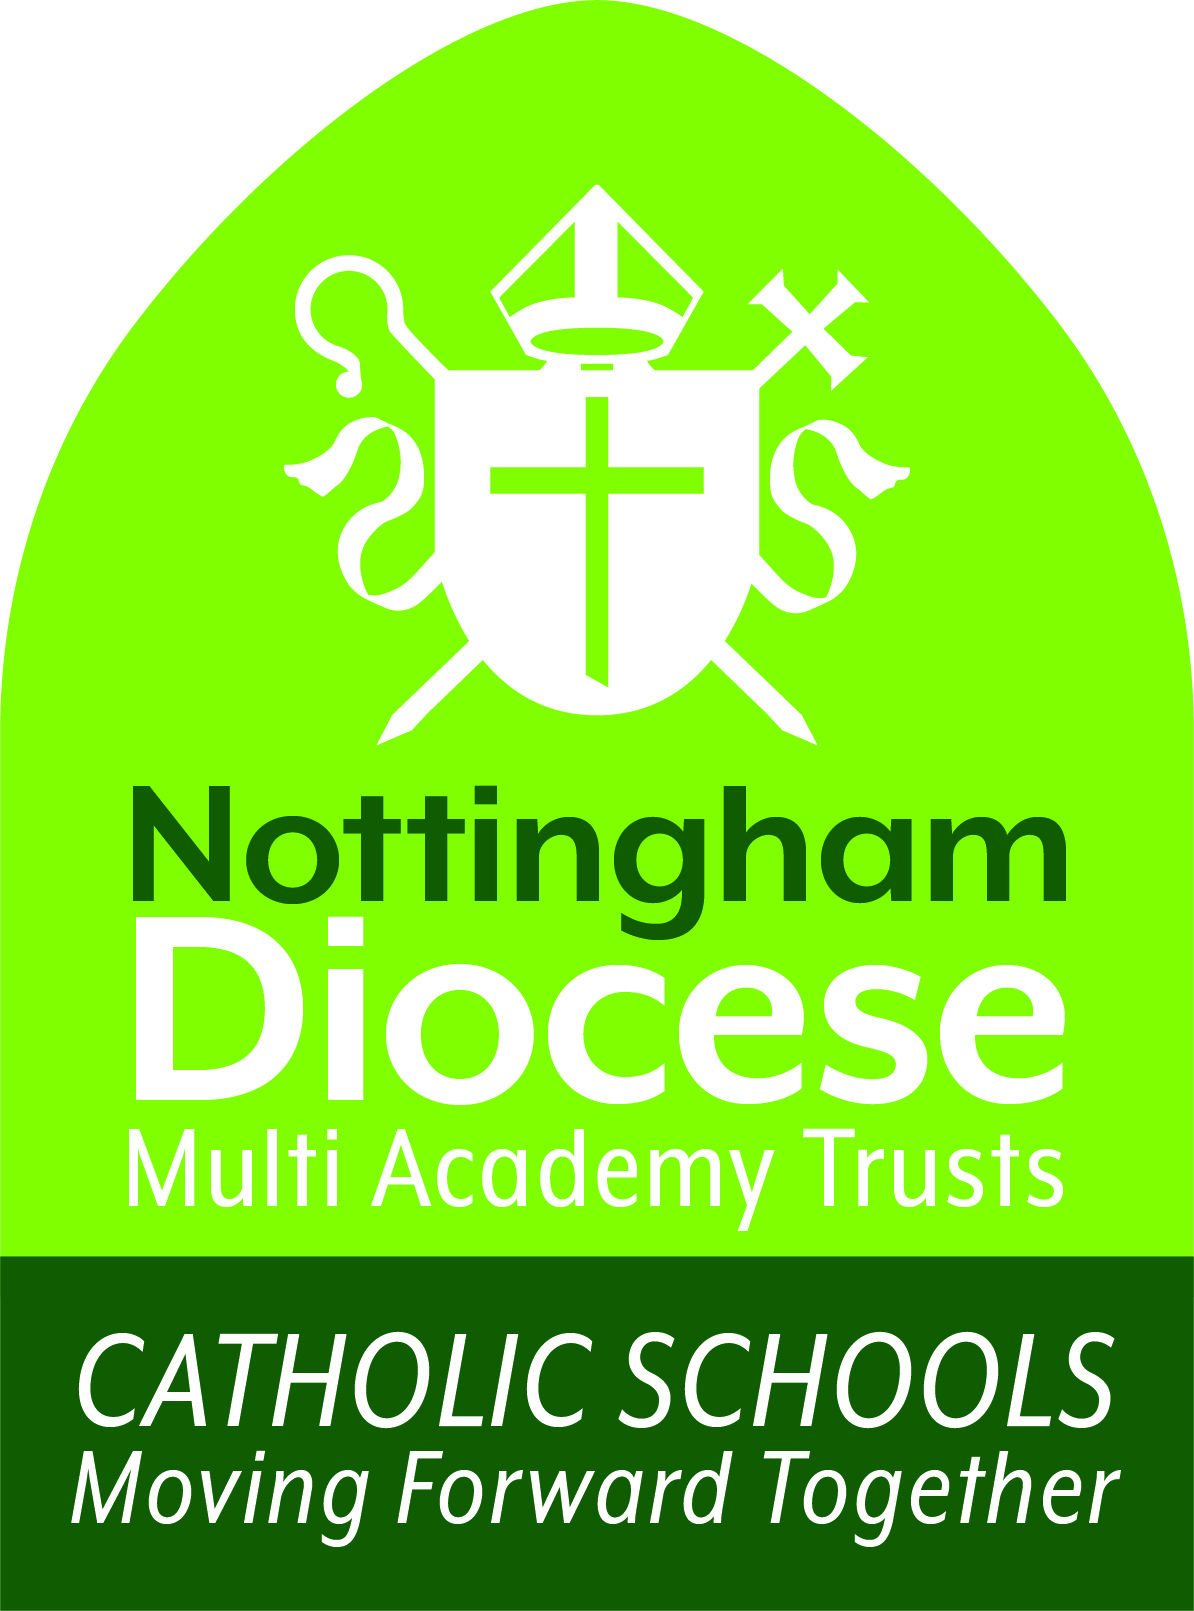 Nottingham
Diocese
Multi Academy Trusts
CATHOLIC SCHOOLS
Moving Forward Together